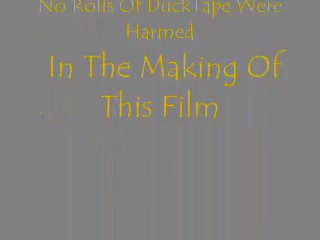 No Rolls Of DuckTape Were
Harmed
In The Making Of
This Film